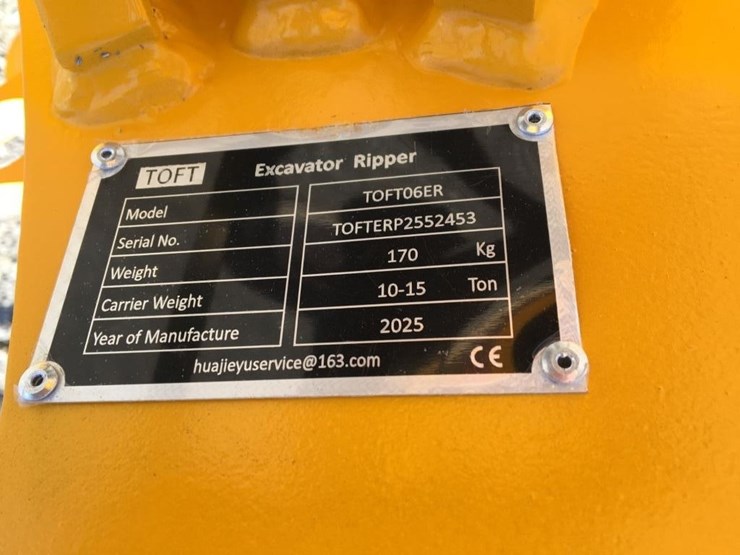 TOFT Excavator Ripper
Model TOFT06ER
Serial No. TOFTERP2552453
Weight 170 Kg
Carrier Weight 10-15 Ton
Year of Manufacture 2025
huajieyuservice@163.com CE